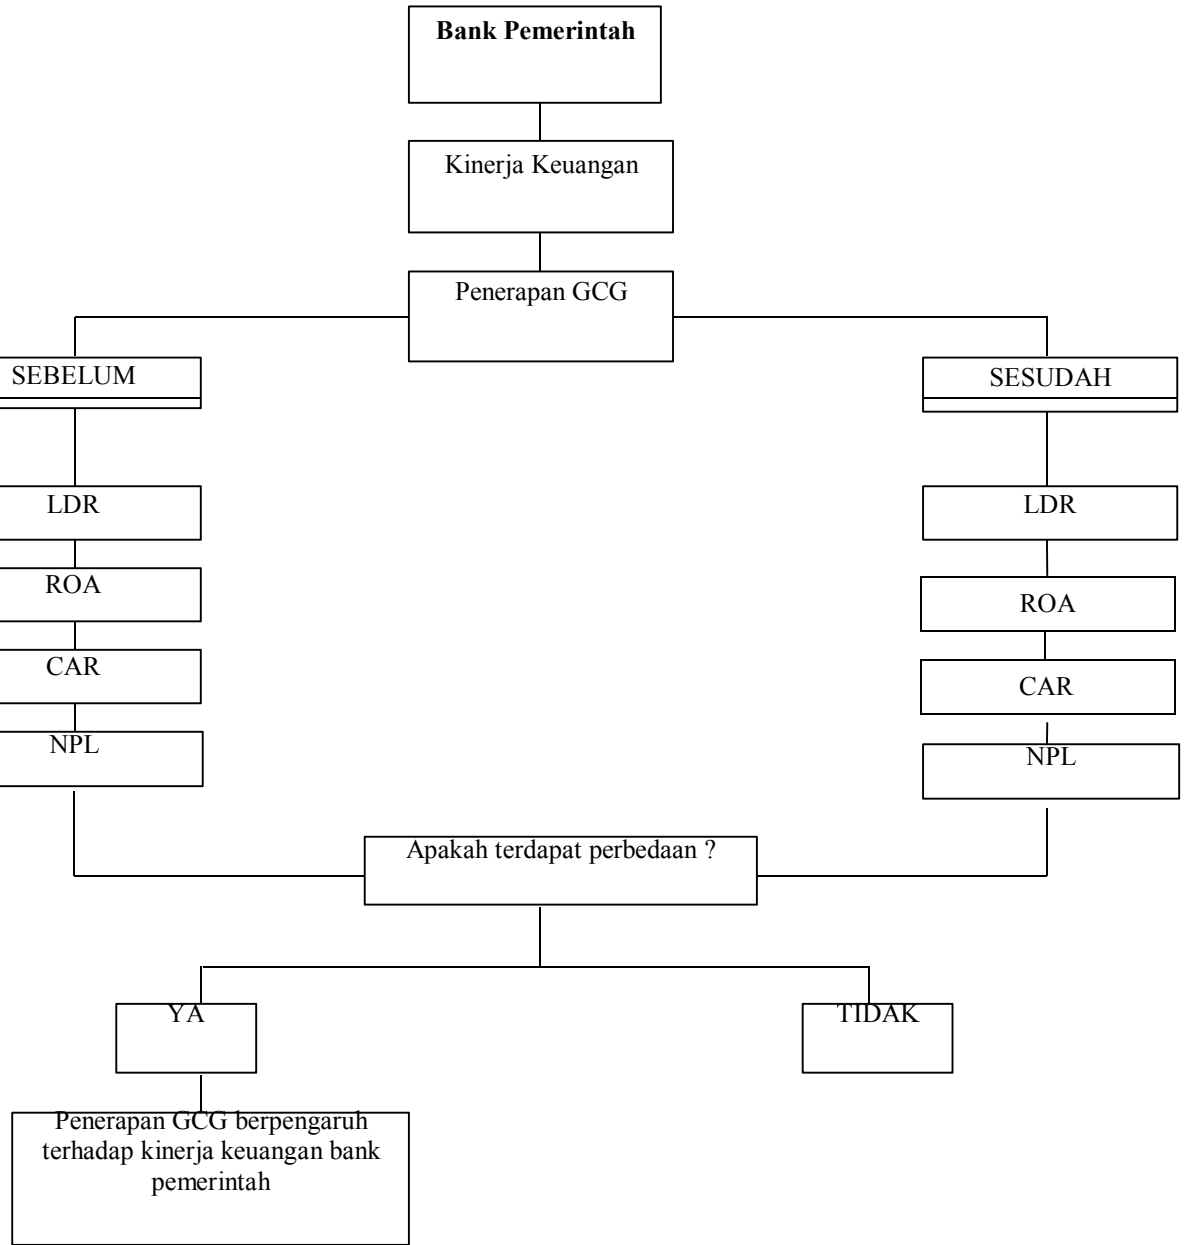 Bank Pemerintah
Kinerja Keuangan
Penerapan GCG
SEBELUM
SESUDAH
LDR
LDR
ROA
ROA
CAR
CAR
NPL
NPL
Apakah terdapat perbedaan ?
YA
TIDAK
Penerapan GCG berpengaruh
terhadap kinerja keuangan bank
pemerintah